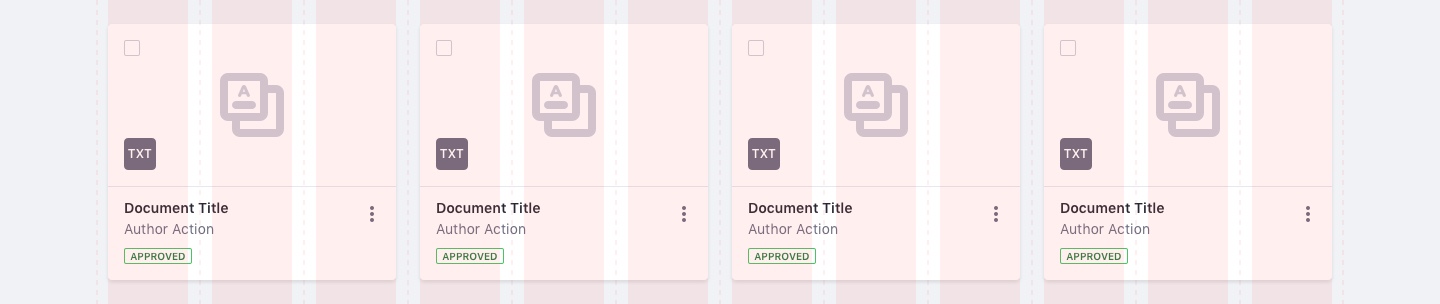 A
TXT
Document Title
Author Action
APPROVED
A
TXT
Document Title
Author Action
APPROVED
A
TXT
Document Title
Author Action
APPROVED
A
TXT
Document Title
Author Action
APPROVED